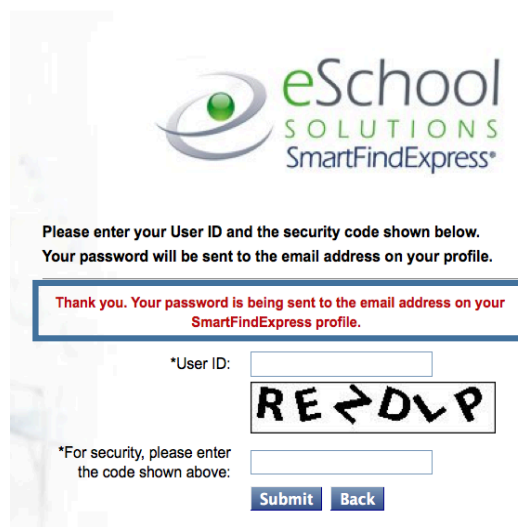 eSchool
SOLUTIONS
SmartFindExpress®
Please enter your User ID and the security code shown below.
Your password will be sent to the email address on your profile.
Thank you. Your password is being sent to the email address on your
SmartFindExpress profile.
*User ID:
*For security, please enter
the code shown above:
Submit Back